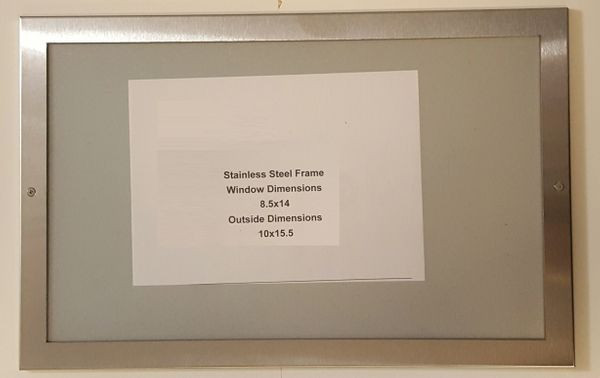 Stainless Steel Frame
Window Dimensions
8.5x14
Outside Dimensions
10x15.5